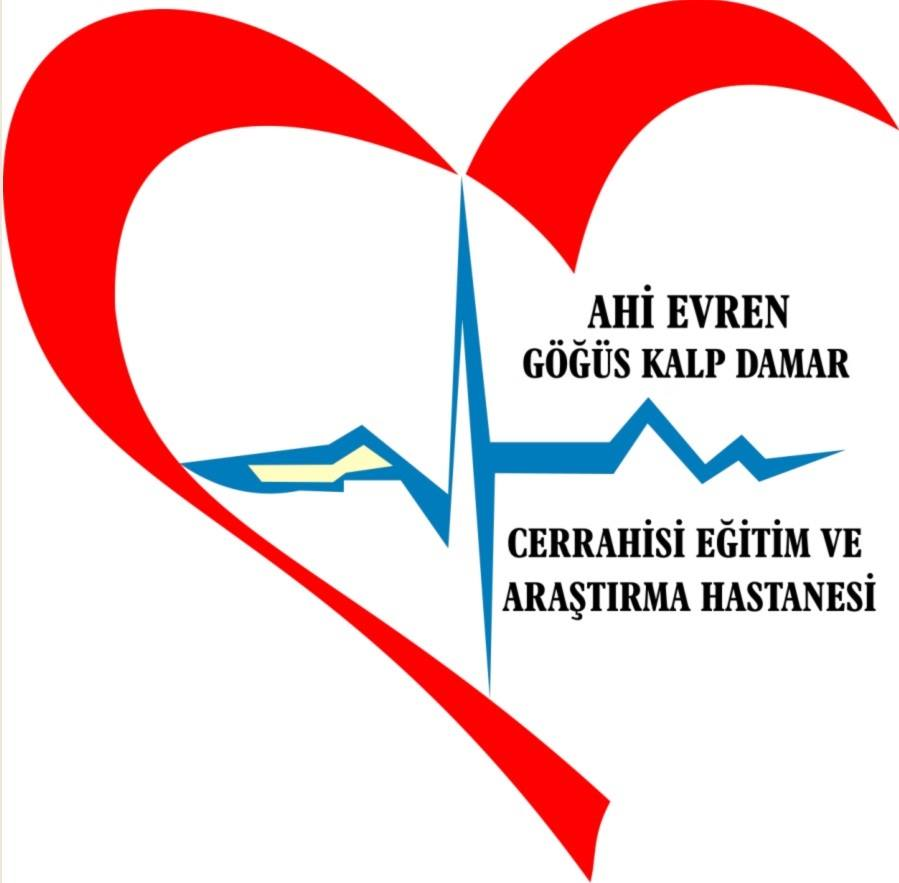 AHİ EVREN
GÖĞÜS KALP DAMAR
CERRAHİSİ EĞİTİM VE
ARAŞTIRMA HASTANESİ